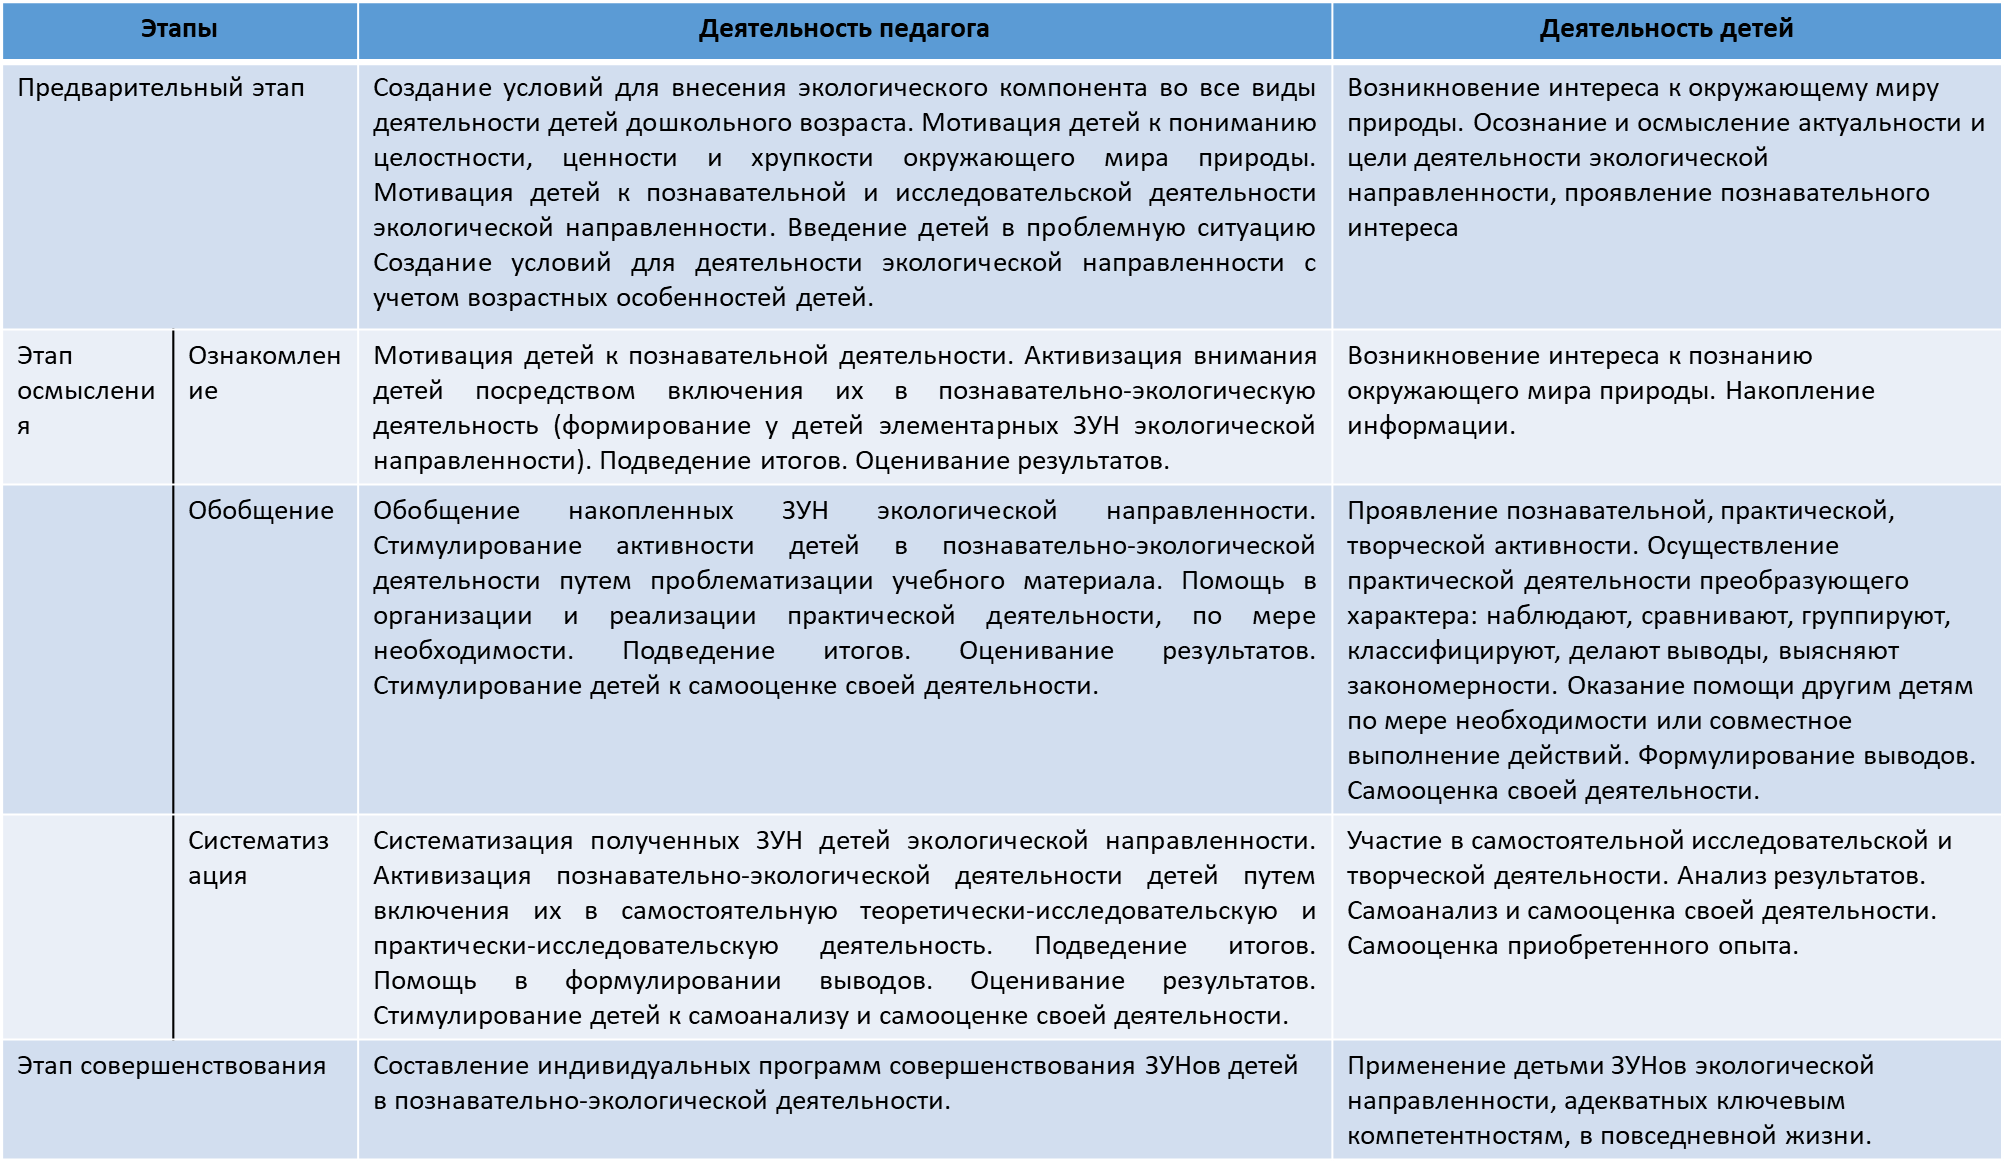 Этапы
Деятельность педагога
Деятельность детей
Предварительный этап
Создание условий для внесения экологического компонента во все виды
деятельности детей дошкольного возраста. Мотивация детей к пониманию
целостности, ценности и хрупкости окружающего мира природы.
Мотивация детей к познавательной и исследовательской деятельности
экологической направленности. Введение детей в проблемную ситуацию
Создание условий для деятельности экологической направленности с
учетом возрастных особенностей детей.
Возникновение интереса к окружающему миру
природы. Осознание и осмысление актуальности и
цели деятельности экологической
направленности, проявление познавательного
интереса
Этап
осмыслени
я
Ознакомлен
ие
Мотивация детей к познавательной деятельности. Активизация внимания
детей посредством включения их в познавательно-экологическую
деятельность (формирование у детей элементарных ЗУН экологической
направленности). Подведение итогов. Оценивание результатов.
Возникновение интереса к познанию
окружающего мира природы. Накопление
информации.
Обобщение
Обобщение накопленных ЗУН экологической направленности.
Стимулирование активности детей в познавательно-экологической
деятельности путем проблематизации учебного материала. Помощь в
организации и реализации практической деятельности, по мере
необходимости. Подведение итогов. Оценивание результатов.
Стимулирование детей к самооценке своей деятельности.
Проявление познавательной, практической,
творческой активности. Осуществление
практической деятельности преобразующего
характера: наблюдают, сравнивают, группируют,
классифицируют, делают выводы, выясняют
закономерности. Оказание помощи другим детям
по мере необходимости или совместное
выполнение действий. Формулирование выводов.
Самооценка своей деятельности.
Систематиз
ация
Систематизация полученных ЗУН детей экологической направленности.
Активизация познавательно-экологической деятельности детей путем
включения их в самостоятельную теоретически-исследовательскую и
практически-исследовательскую деятельность. Подведение итогов.
Помощь в формулировании выводов. Оценивание результатов.
Стимулирование детей к самоанализу и самооценке своей деятельности.
Участие в самостоятельной исследовательской и
творческой деятельности. Анализ результатов.
Самоанализ и самооценка своей деятельности.
Самооценка приобретенного опыта.
Этап совершенствования
Составление индивидуальных программ совершенствования ЗУНов детей
в познавательно-экологической деятельности.
Применение детьми ЗУНов экологической
направленности, адекватных ключевым
компетентностям, в повседневной жизни.